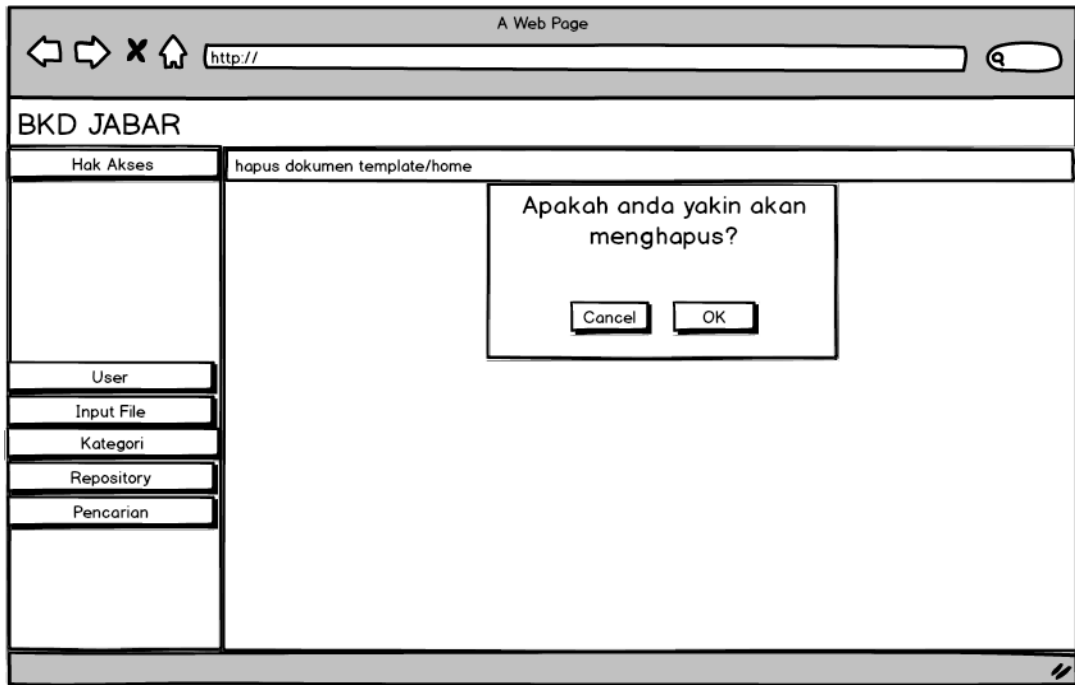 A Web Page
http://
BKD JABAR
Hak Akses
hapus dokumen template/home
Apakah anda yakin akan
menghapus?
Cancel
OK
User
Input File
Kategori
Repository
Pencarian